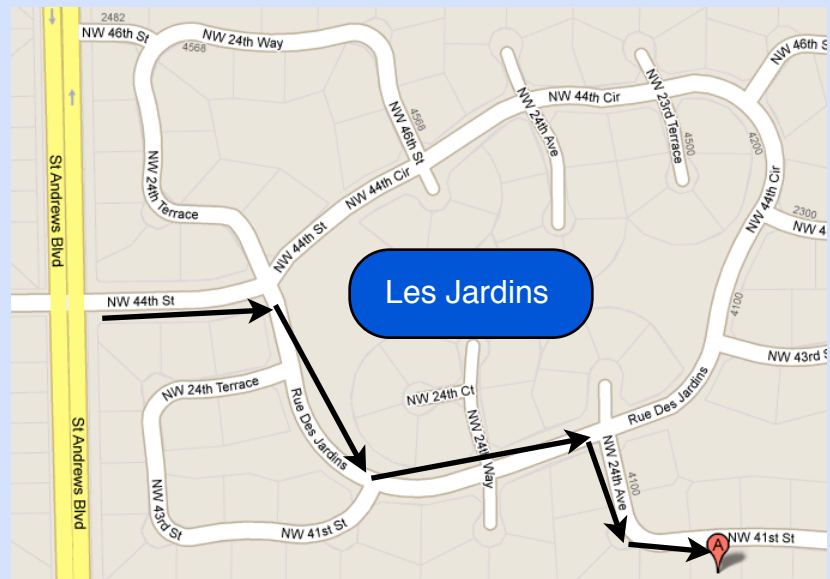 2482
NW 46th St
4568
NW 24th Way
NW 46th S
NW 44th Cir
NW 24th Ave
NW 23rd Terrace
4500
4200
4568
NW 46th St
NW 24th Terrace
NW 44th Cir
NW 44th Cir
St Andrews Blvd
2300
NW 4
NW 44th St
NW 44th St
Les Jardins
4100
NW 43rd S
NW 24th Terrace
Rue Des Jardins
NW 24th Ct
NW 24th Way
Rue Des Jardins
St Andrews Blvd
NW 24th Ave
4100
NW 43rd St
NW 41st St
A
NW 41st St